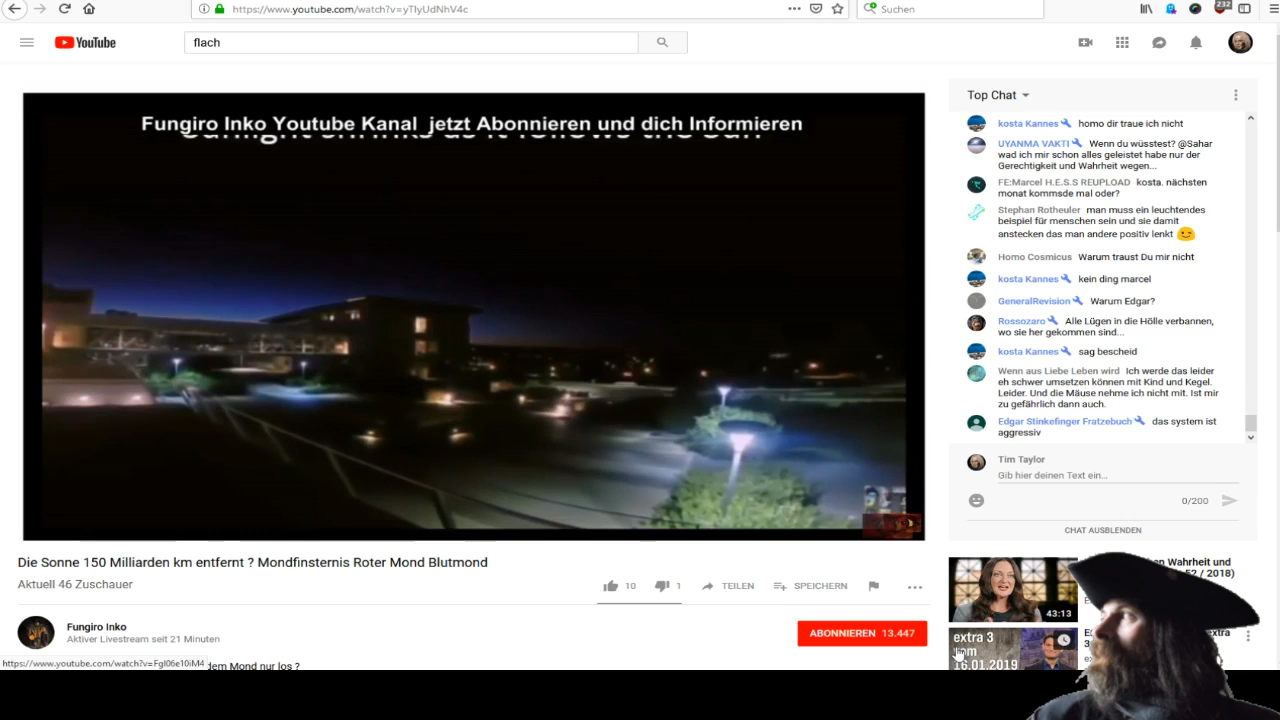 https://www.youtube.com/watch?v=yTlyUdNhV4c
Suchen
232
YouTube
flach
Fungiro Inko Youtube Kanal jetzt Abonnieren und dich Informieren
Top Chat
kosta Kannes homo dir traue ich nicht
UYANMA VAKTI Wenn du wüsstest? @Sahar
wad ich mir schon alles geleistet habe nur der
Gerechtigkeit und Wahrheit wegen...
FE:Marcel H.E.S.S REUPLOAD kosta. nächsten
monat kommsde mal oder?
Stephan Rotheuler man muss ein leuchtendes
beispiel für menschen sein und sie damit
anstecken das man andere positiv lenkt
Homo Cosmicus Warum traust Du mir nicht
kosta Kannes kein ding marcel
GeneralRevision Warum Edgar?
Rossozaro Alle Lügen in die Hölle verbannen,
wo sie her gekommen sind...
kosta Kannes sag bescheid
Wenn aus Liebe Leben wird Ich werde das leider
eh schwer umsetzen können mit Kind und Kegel.
Leider. Und die Mäuse nehme ich nicht mit. Ist mir
zu gefährlich dann auch.
Edgar Stinkefinger Fratzebuch das system ist
aggressiv
Tim Taylor
Gib hier deinen Text ein...
0/200
CHAT AUSBLENDEN
Die Sonne 150 Milliarden km entfernt ? Mondfinsternis Roter Mond Blutmond
Aktuell 46 Zuschauer
10
1
TEILEN
SPEICHERN
Fungiro Inko
Aktiver Livestream seit 21 Minuten
ABONNIEREN 13.447
dem Mond nur los ?
https://www.youtube.com/watch?v=Fgl06e10iM4
43:13
Wahrheit und
52 / 2018)
extra 3
vom
16.01.2019
xtra